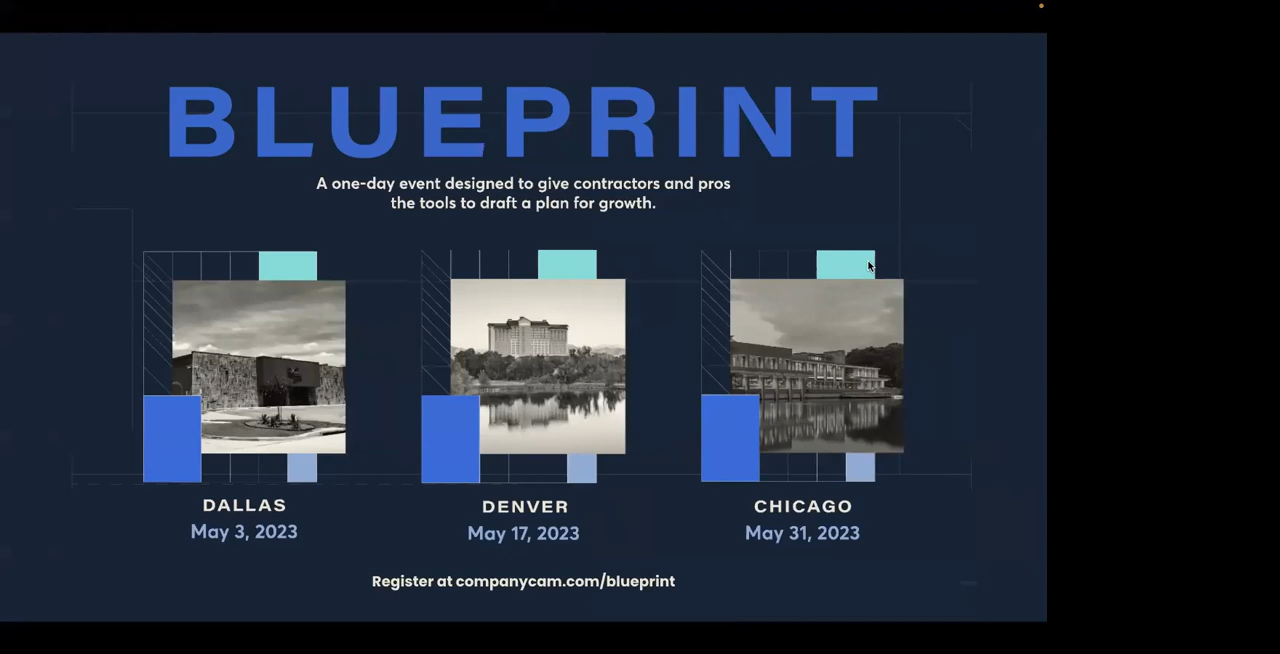 BLUEPRINT
A one-day event designed to give contractors and pros
the tools to draft a plan for growth.
DALLAS
May 3, 2023
DENVER
May 17, 2023
CHICAGO
May 31, 2023
Register at companycam.com/blueprint